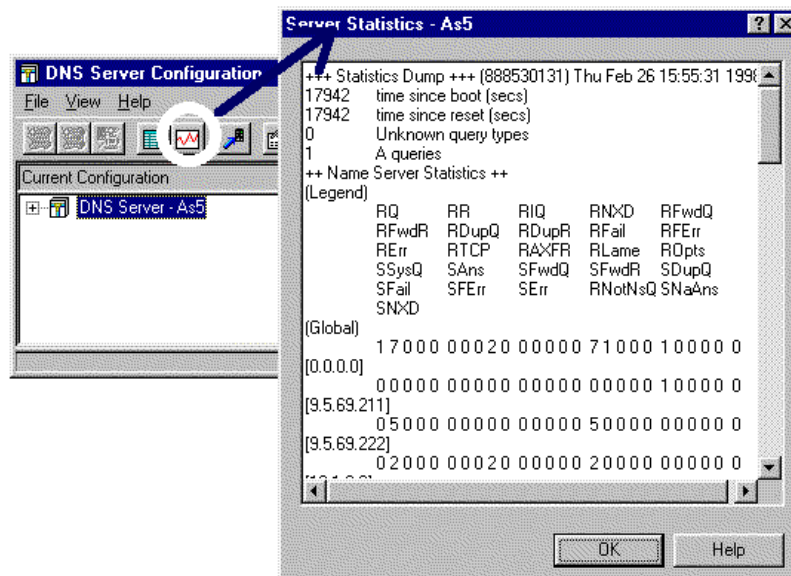 DNS Server Configuration
File View Help
Current Configuration
DNS Server - As5
Server Statistics - As5
+++ Statistics Dump +++ (888530131) Thu Feb 26 15:55:31 1998
17942 time since boot (secs)
17942 time since reset (secs)
0 Unknown query types
1 A queries
++ Name Server Statistics ++
(Legend)
RQ RR RIQ RNXD RFwdQ
RFwdR RDupQ RDupR RFail RFErr
RErr RTCP RAXFR RLame ROpts
SSysQ SAns SFwdQ SFwdR SDupQ
SFail SFErr SErr RNotNsQ SNaAns
SNXD
(Global)
1 7 0 0 0 0 0 0 2 0 0 0 0 0 0 7 1 0 0 0 1 0 0 0 0 0
[0.0.0.0]
0 0 0 0 0 0 0 0 0 0 0 0 0 0 0 0 0 0 0 0 1 0 0 0 0 0
[9.5.69.211]
0 5 0 0 0 0 0 0 0 0 0 0 0 0 0 5 0 0 0 0 0 0 0 0 0 0
[9.5.69.222]
0 2 0 0 0 0 0 0 2 0 0 0 0 0 0 2 0 0 0 0 0 0 0 0 0 0
OK Help